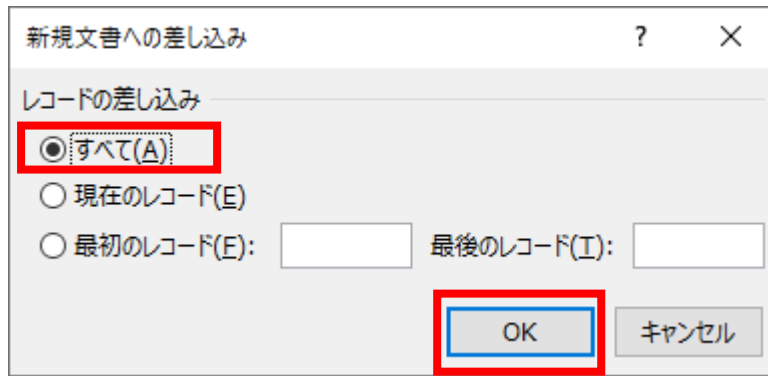 新規文書への差し込み ? ×
レコードの差し込み
すべて(A)
現在のレコード(E)
最初のレコード(F): 最後のレコード(T):
OK キャンセル